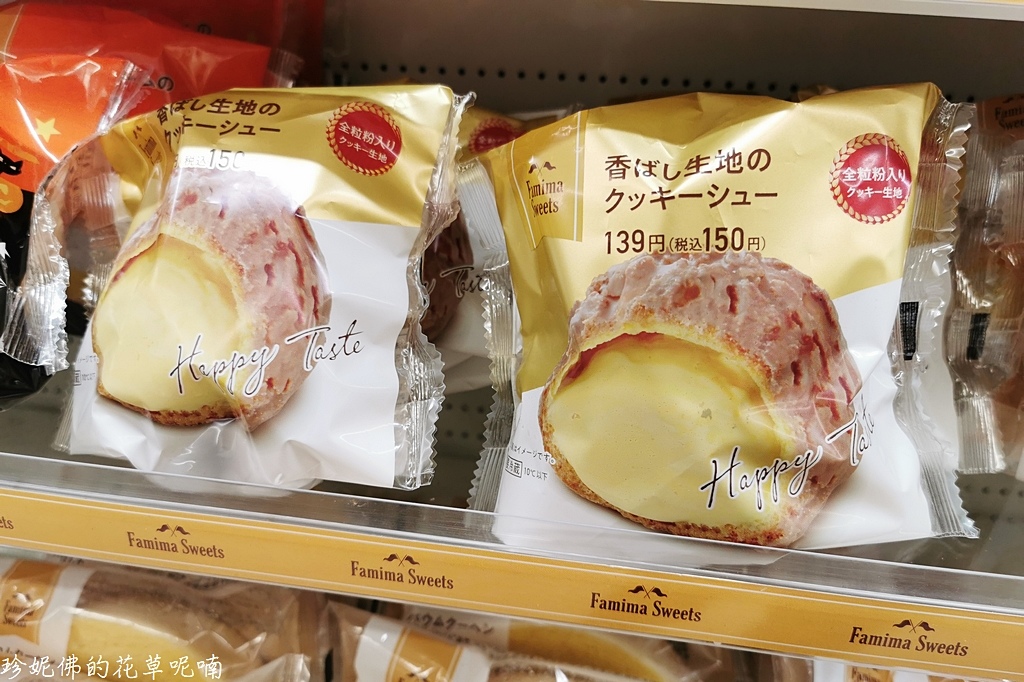 香ばし生地の
クッキーシュー
税込150
全粒粉入り
クッキー生地
Happy Taste
Famima
Sweets
香ばし生地の
クッキーシュー
139円(税込150円)
全粒粉入り
クッキー生地
Happy Taste
10℃以下
Famima Sweets
Famima Sweets
Famima Sweets
Famima Sweets
珍妮佛的花草呢喃